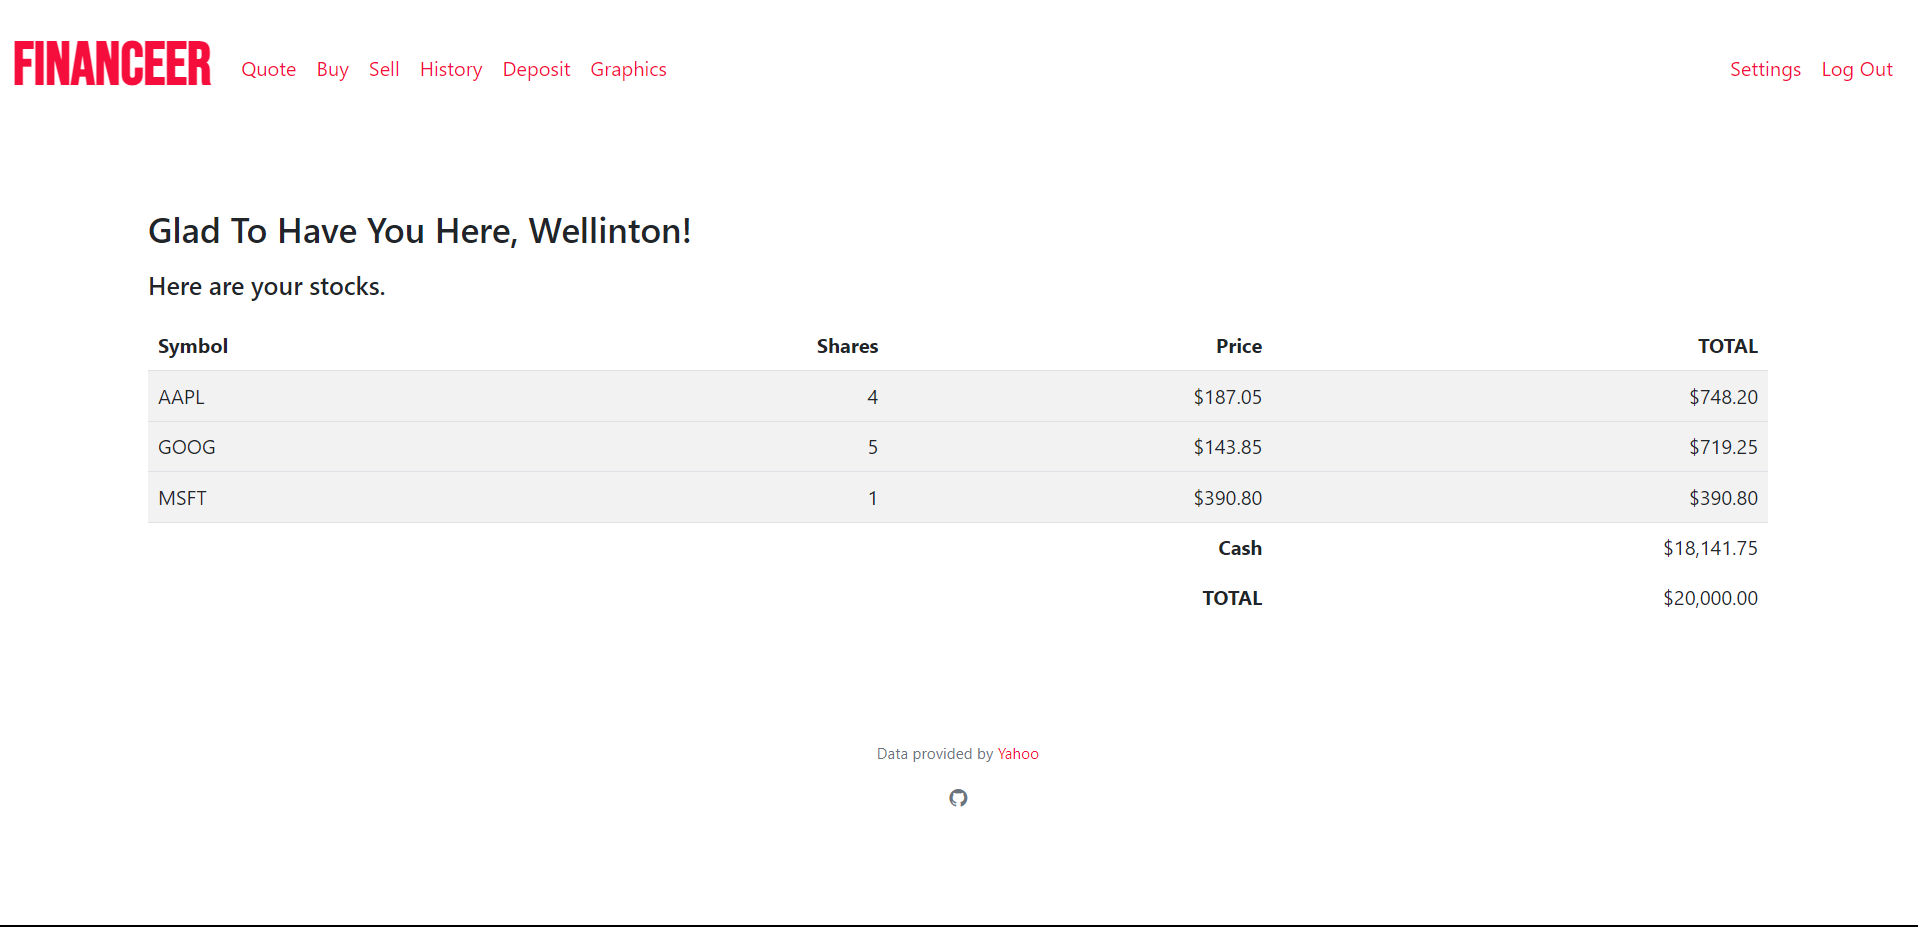 FINANCEER Quote Buy Sell History Deposit Graphics Settings Log Out
Glad To Have You Here, Wellinton!
Here are your stocks.
Symbol Shares Price TOTAL
AAPL 4 $187.05 $748.20
GOOG 5 $143.85 $719.25
MSFT 1 $390.80 $390.80
Cash $18,141.75
TOTAL $20,000.00
Data provided by Yahoo